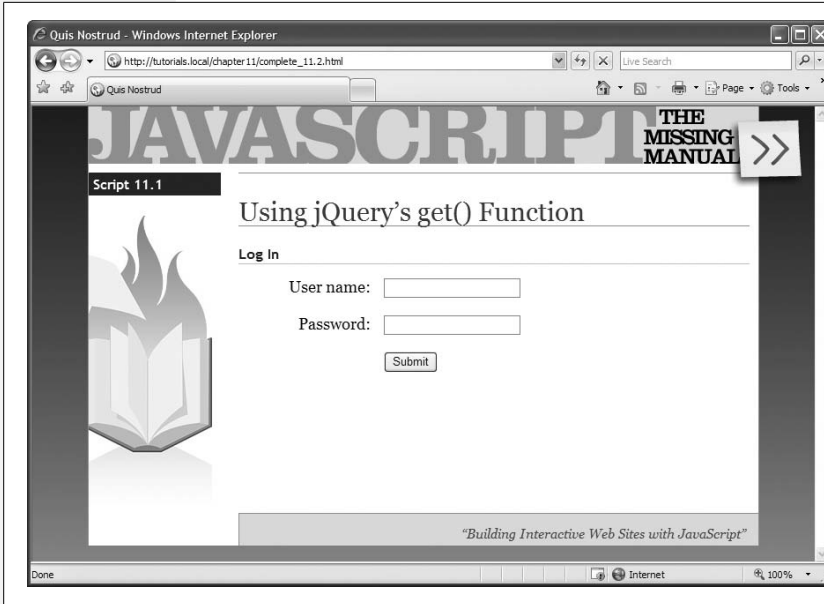 Quis Nostrud - Windows Internet Explorer
http://tutorials.local/chapter11/complete_11.2.html
Live Search
Quis Nostrud
Page
Tools
JAVASCRIPT
THE
MISSING
MANUAL
Script 11.1
Using jQuery’s get() Function
Log In
User name:
Password:
Submit
“Building Interactive Web Sites with JavaScript”
Done
Internet
100%